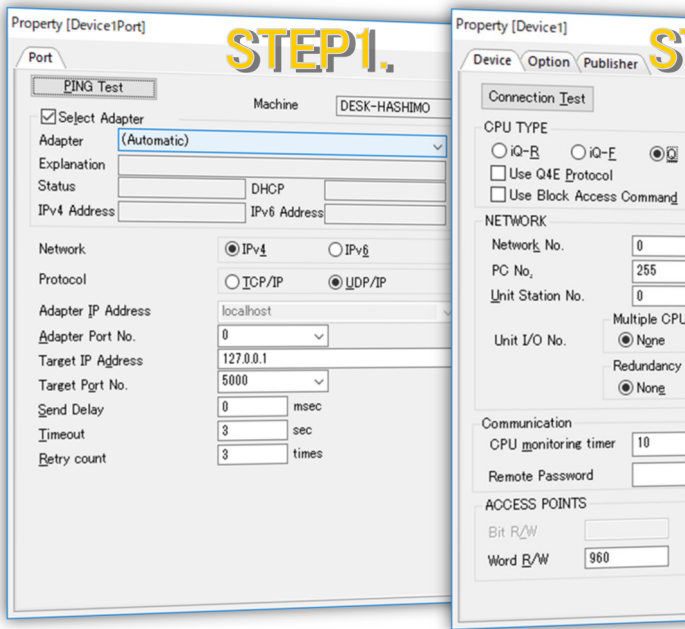 Property [Device1Port]
STEP1.
Port
PING Test
Machine DESK-HASHIMO
Select Adapter
Adapter (Automatic)
Explanation
Status DHCP
IPv4 Address IPv6 Address
Network IPv4 IPv6
Protocol TCP/IP UDP/IP
Adapter IP Address localhost
Adapter Port No. 0
Target IP Address 127.0.0.1
Target Port No. 5000
Send Delay 0 msec
Timeout 3 sec
Retry count 3 times
Property [Device1]
ST
Device Option Publisher
Connection Test
CPU TYPE
iQ-R iQ-F Q
Use Q4E Protocol
Use Block Access Command
NETWORK
Network No. 0
PC No. 255
Unit Station No. 0
Multiple CPU
Unit I/O No. None
Redundancy
None
Communication
CPU monitoring timer 10
Remote Password
ACCESS POINTS
Bit R/W
Word R/W 960